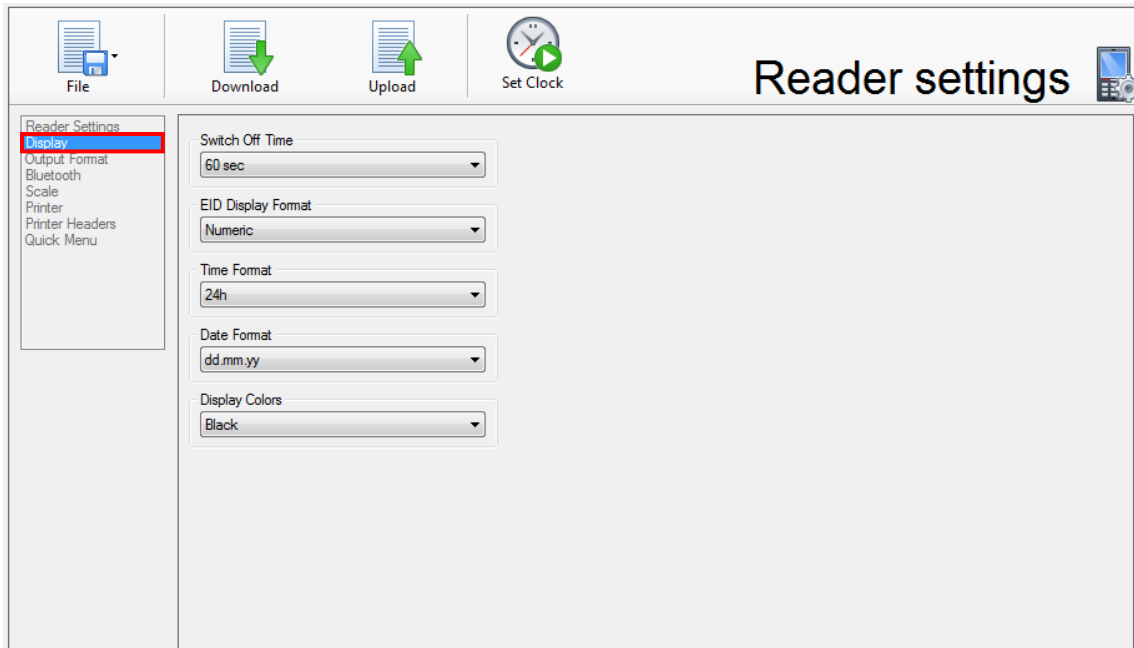 File
Download
Upload
Set Clock
Reader settings
Reader Settings
Display
Output Format
Bluetooth
Scale
Printer
Printer Headers
Quick Menu
Switch Off Time
60 sec
EID Display Format
Numeric
Time Format
24h
Date Format
dd.mm.yy
Display Colors
Black